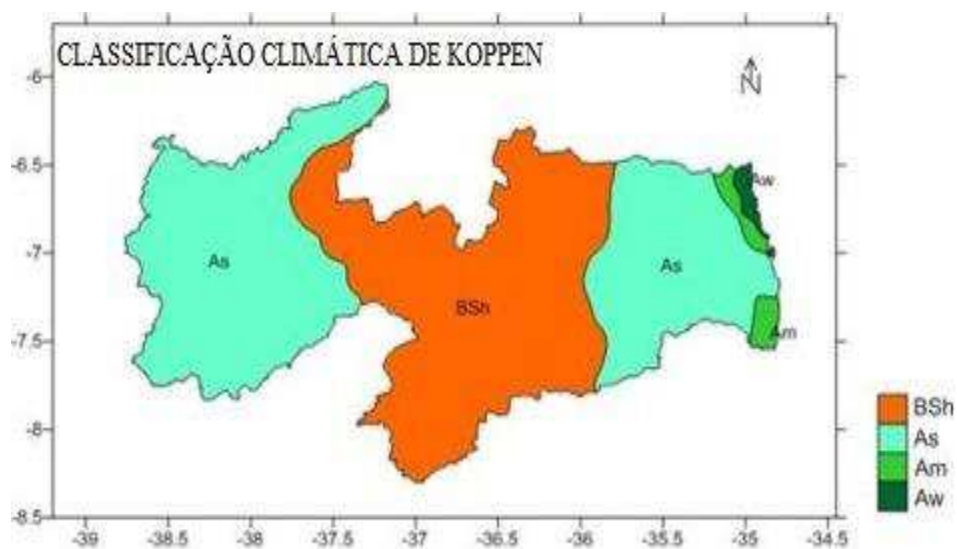 CLASSIFICAÇÃO CLIMÁTICA DE KOPPEN
N
-6
-6.5
-7
-7.5
-8
-8.5
Aw
As
As
BSh
Am
BSh
As
Am
Aw
-39
-38.5
-38
-37.5
-37
-36.5
-36
-35.5
-35
-34.5